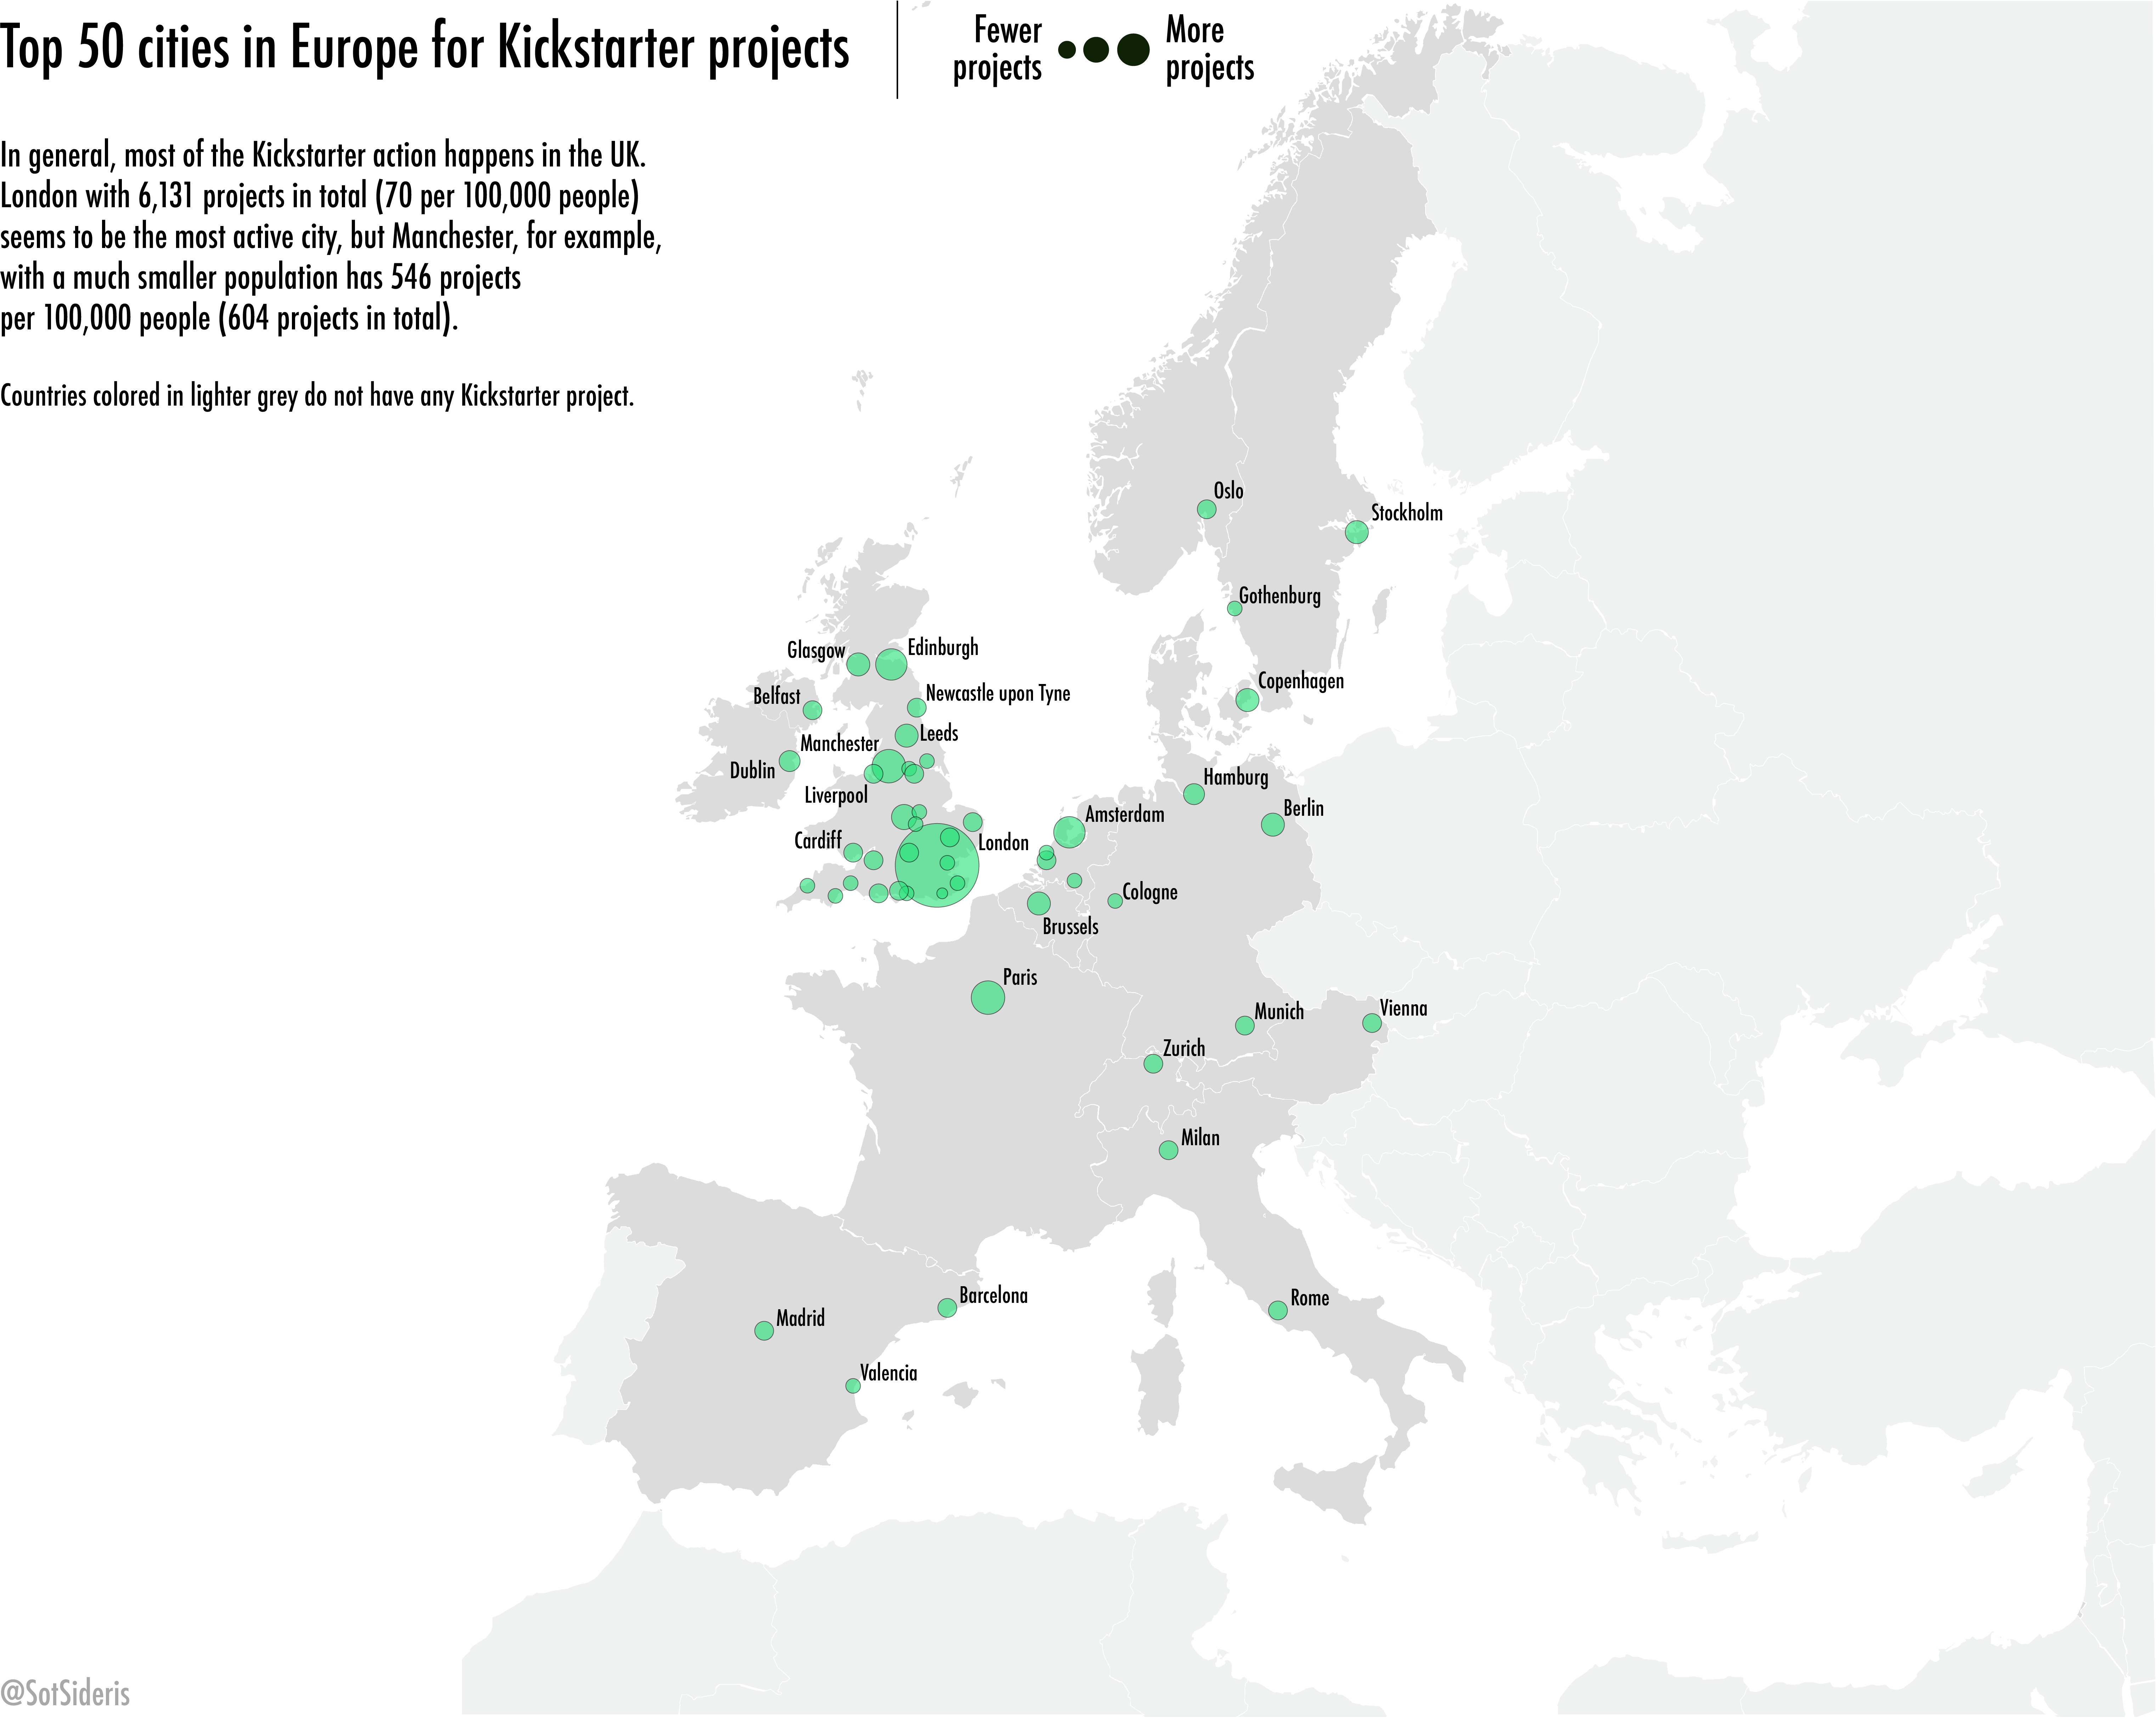 Top 50 cities in Europe for Kickstarter projects
Fewer
projects
More
projects
In general, most of the Kickstarter action happens in the UK.
London with 6,131 projects in total (70 per 100,000 people)
seems to be the most active city, but Manchester, for example,
with a much smaller population has 546 projects
per 100,000 people (604 projects in total).
Countries colored in lighter grey do not have any Kickstarter project.
Oslo
Stockholm
Gothenburg
Glasgow
Edinburgh
Copenhagen
Belfast
Newcastle upon Tyne
Leeds
Manchester
Dublin
Hamburg
Liverpool
Berlin
Amsterdam
Cardiff
London
Cologne
Brussels
Paris
Munich
Vienna
Zurich
Milan
Barcelona
Rome
Madrid
Valencia
@SotSideris